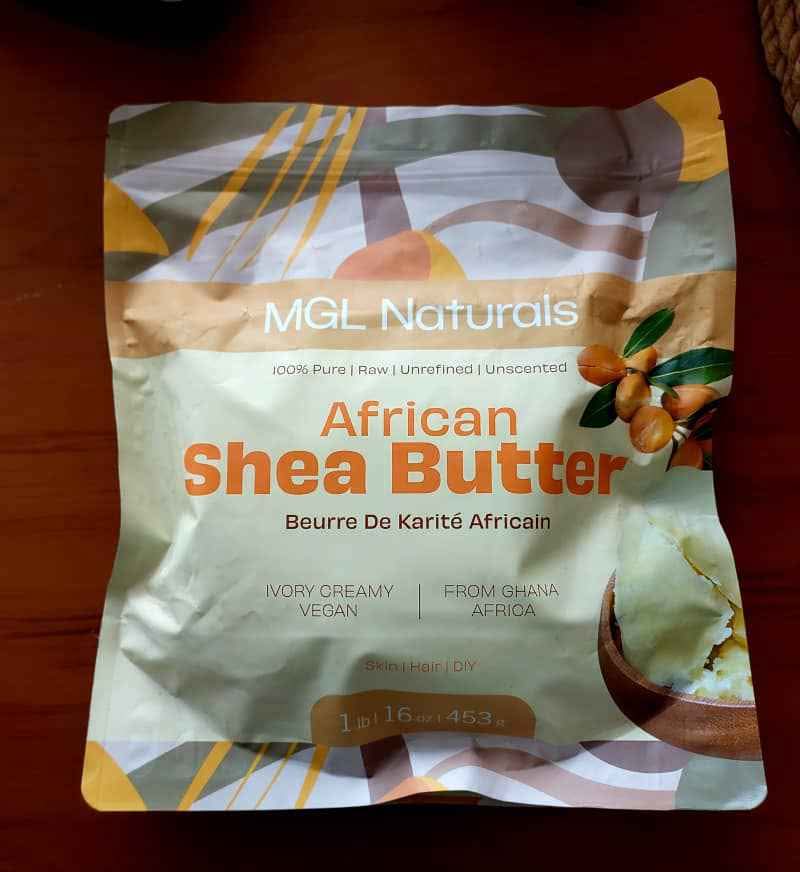 MGL Naturals
100% Pure | Raw | Unrefined | Unscented
African
Shea Butter
Beurre De Karité Africain
IVORY CREAMY VEGAN | FROM GHANA AFRICA
Skin | Hair | DIY
1 lb | 16 oz | 453 g